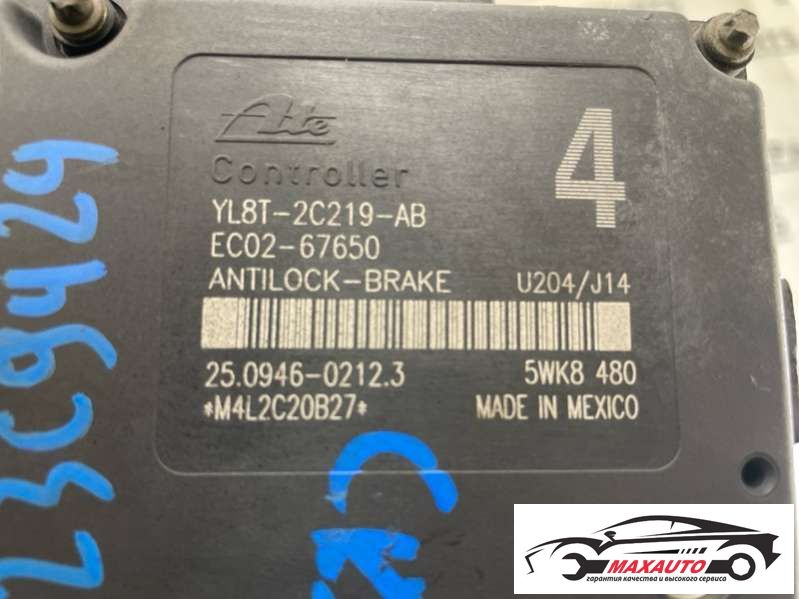 Ate
4
Controller
YL8T-2C219-AB
EC02-67650
ANTILOCK-BRAKE U204/J14
25.0946-0212.3 5WK8 480
*M4L2C20B27* MADE IN MEXICO
MAXAUTO
гарантия качества и высокого сервиса